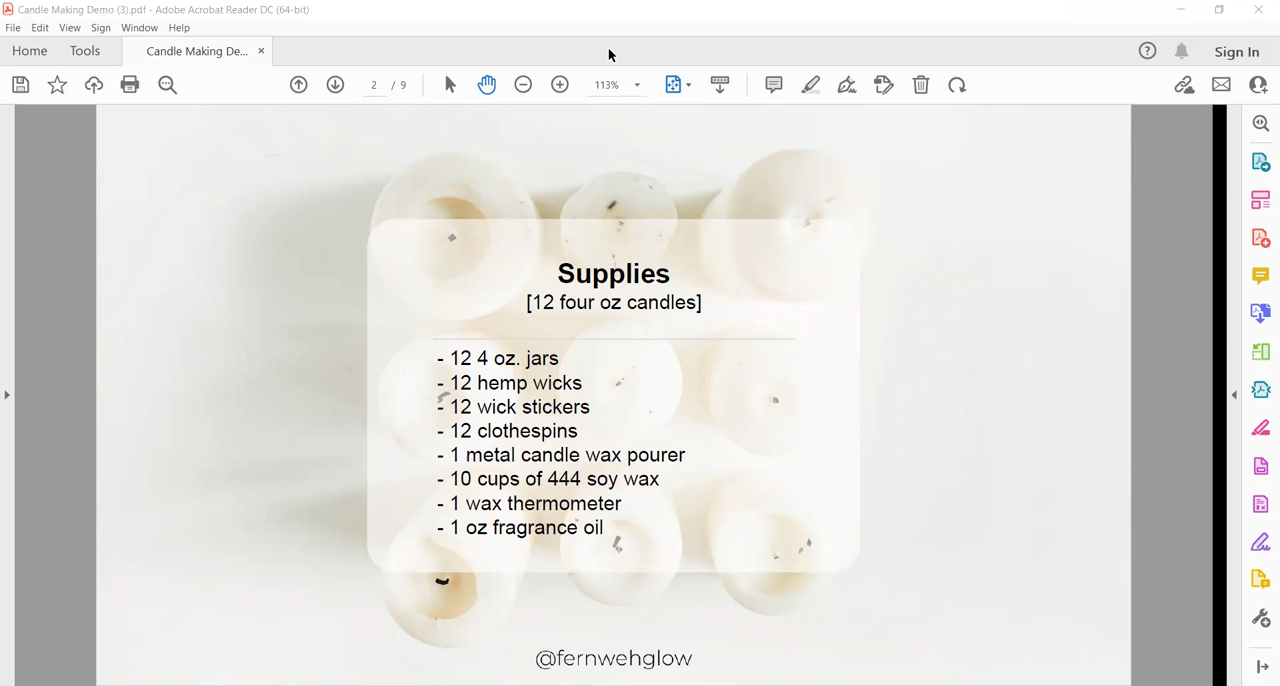 Candle Making Demo (3).pdf - Adobe Acrobat Reader DC (64-bit)
File Edit View Sign Window Help
Home Tools Candle Making De... × Sign In
2 / 9 113%
Supplies
[12 four oz candles]
- 12 4 oz. jars
- 12 hemp wicks
- 12 wick stickers
- 12 clothespins
- 1 metal candle wax pourer
- 10 cups of 444 soy wax
- 1 wax thermometer
- 1 oz fragrance oil
@fernwehglow